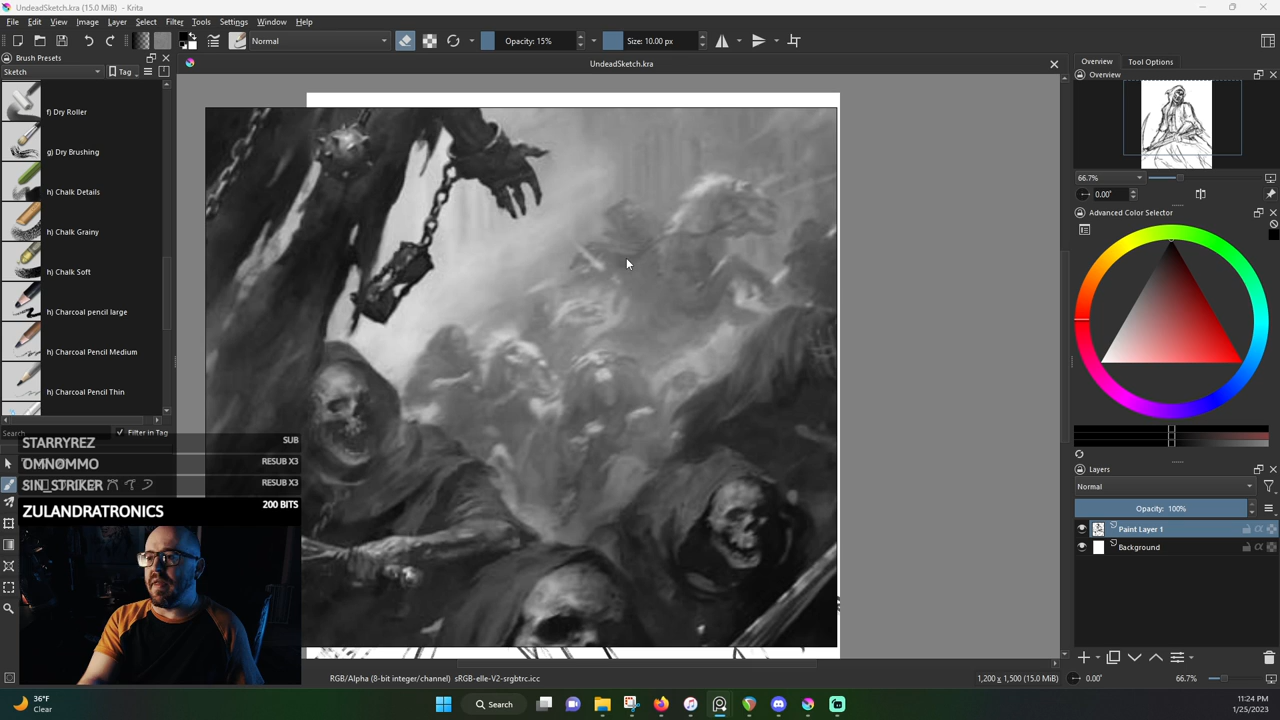 UndeadSketch.kra (15.0 MiB) - Krita
File Edit View Image Layer Filter Tools Settings Window Help
Normal Opacity: 15% Size: 10.00 px
Brush Presets
UndeadSketch.kra
Overview Tool Options
Sketch Tag
Overview
f) Dry Roller
g) Dry Brushing
h) Chalk Details
h) Chalk Grainy
h) Chalk Soft
h) Charcoal pencil large
h) Charcoal Pencil Medium
h) Charcoal Pencil Thin
66.7%
0.00°
Advanced Color Selector
Search Filter in Tag
STARRYREZ SUB
OMNOMMO RESUB X3
SIN_STRIKER RESUB X3
ZULANDRATRONICS 200 BITS
Layers
Normal
Opacity: 100%
Paint Layer 1
Background
RGB/Alpha (8-bit integer/channel) sRGB-elle-V2-srgbtrc.icc 1,200 x 1,500 (15.0 MiB) 0.00° 66.7%
36°F
Clear
Search
11:24 PM
1/25/2023